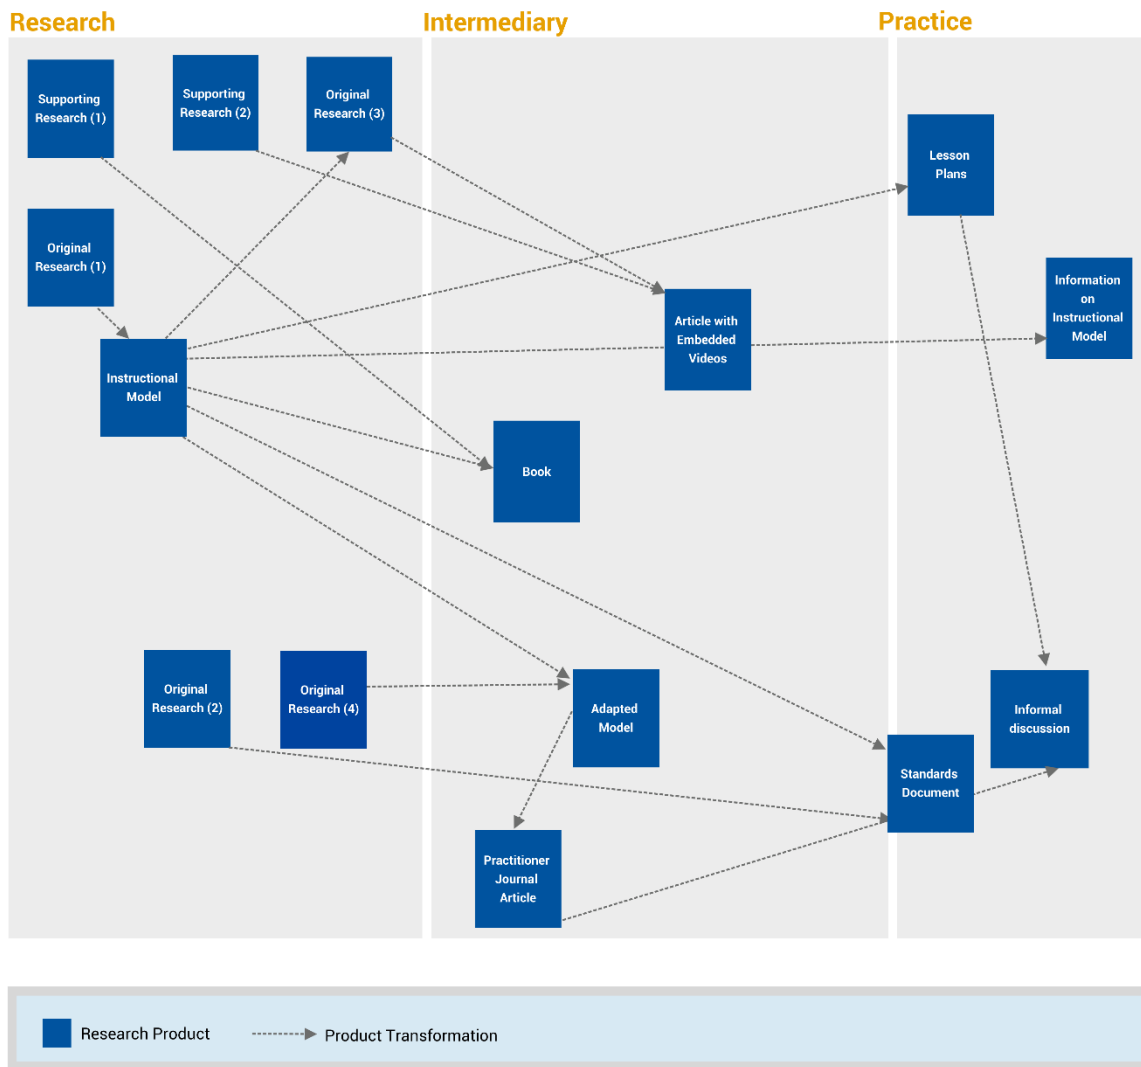 Research
Intermediary
Practice
Supporting
Research (1)
Supporting
Research (2)
Original
Research (3)
Lesson
Plans
Original
Research (1)
Information
on
Instructional
Model
Article with
Embedded
Videos
Instructional
Model
Book
Original
Research (2)
Original
Research (4)
Adapted
Model
Informal
discussion
Standards
Document
Practitioner
Journal
Article
Research Product
Product Transformation